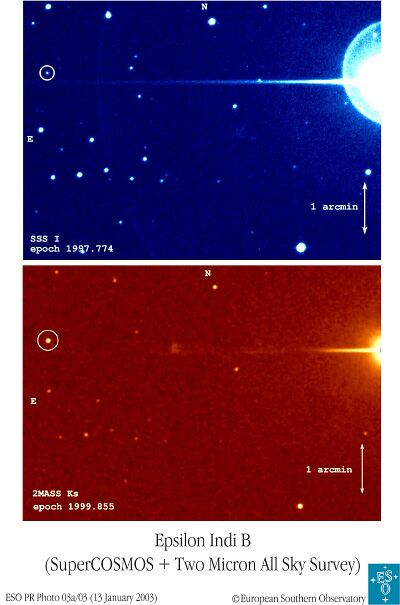 N
E
1 arcmin
SSS I
epoch 1997.774
N
E
1 arcmin
2MASS Ks
epoch 1999.855
Epsilon Indi B
(SuperCOSMOS + Two Micron All Sky Survey)
ESO PR Photo 03a/03 (13 January 2003)
© European Southern Observatory
ESO